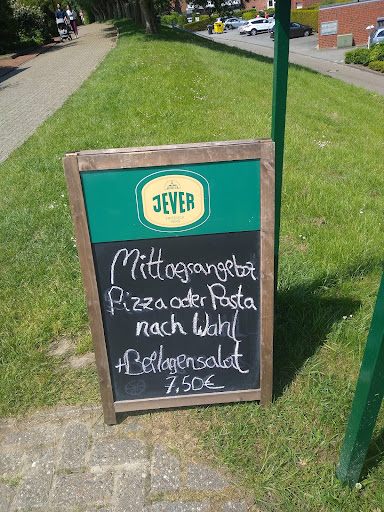 JEVER
Mittagsangebot
Pizza oder Pasta
nach Wahl
+ Beilagensalat
7,50€